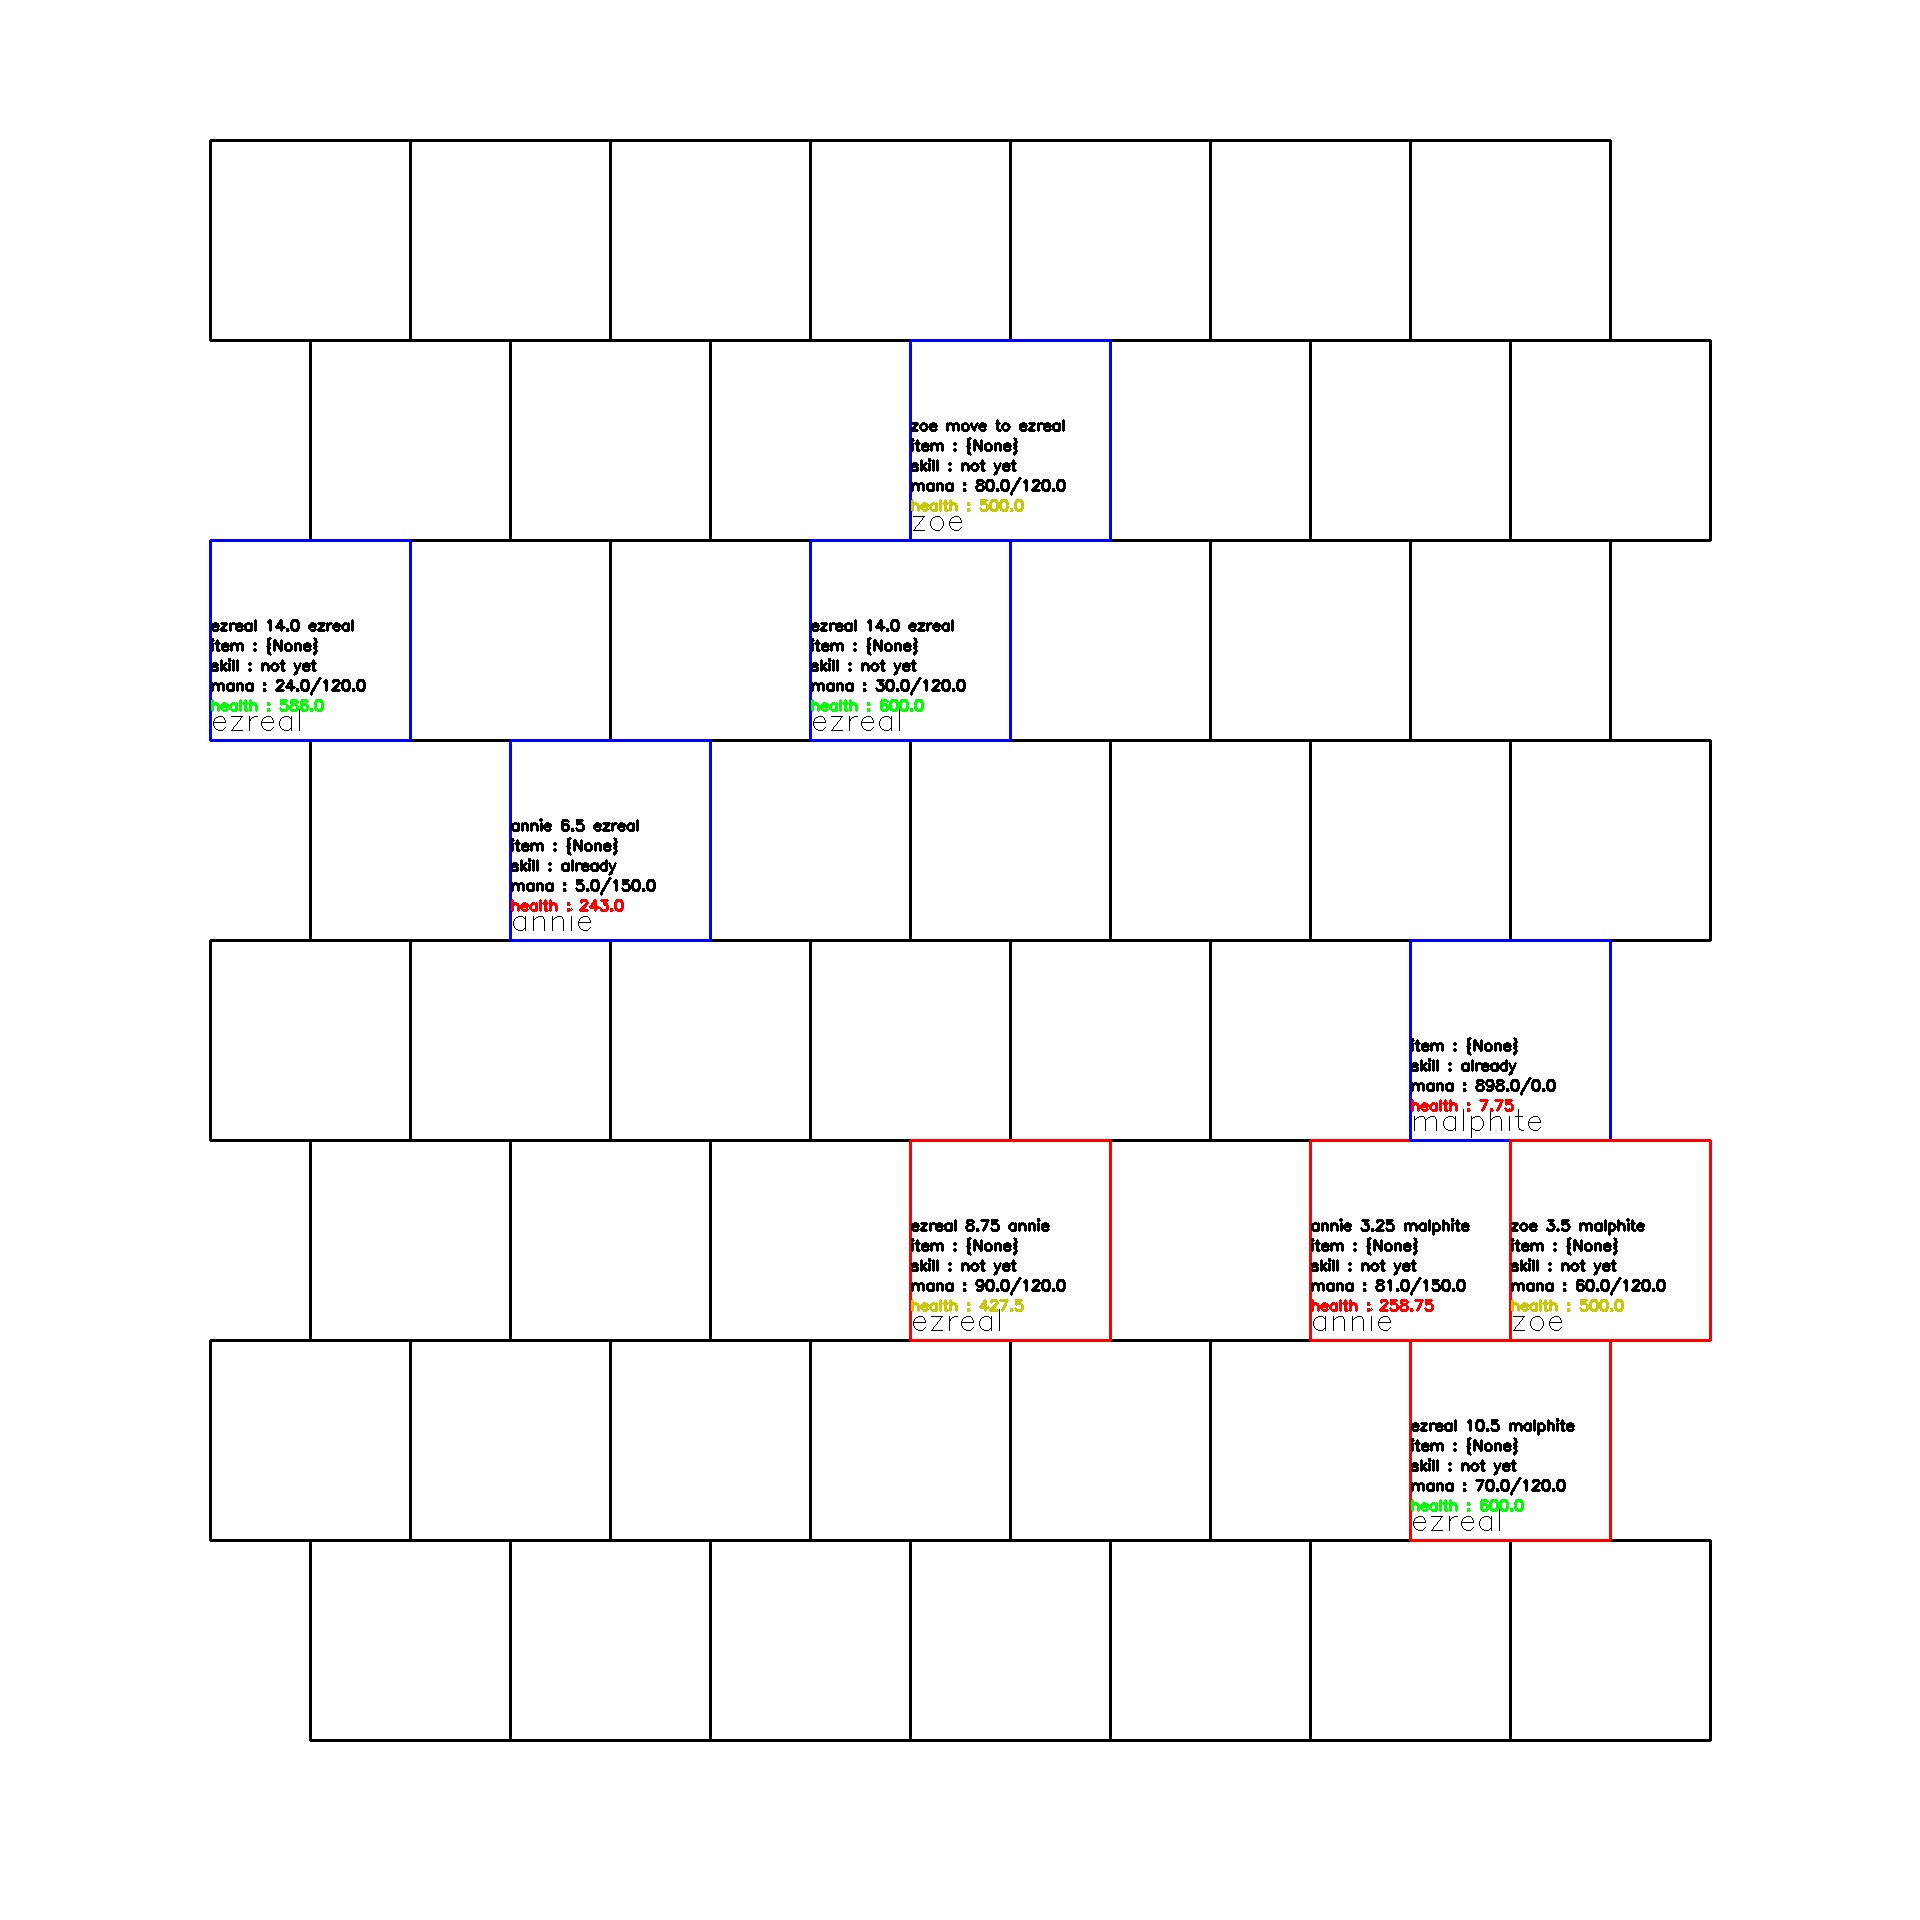 zoe move to ezreal
item : {None}
skill : not yet
mana : 80.0/120.0
health : 500.0
zoe
ezreal 14.0 ezreal
item : {None}
skill : not yet
mana : 24.0/120.0
health : 586.0
ezreal
ezreal 14.0 ezreal
item : {None}
skill : not yet
mana : 30.0/120.0
health : 600.0
ezreal
annie 6.5 ezreal
item : {None}
skill : already
mana : 5.0/150.0
health : 243.0
annie
item : {None}
skill : already
mana : 898.0/0.0
health : 7.75
malphite
ezreal 8.75 annie
item : {None}
skill : not yet
mana : 90.0/120.0
health : 427.5
ezreal
annie 3.25 malphite
item : {None}
skill : not yet
mana : 81.0/150.0
health : 258.75
annie
zoe 3.5 malphite
item : {None}
skill : not yet
mana : 60.0/120.0
health : 500.0
zoe
ezreal 10.5 malphite
item : {None}
skill : not yet
mana : 70.0/120.0
health : 600.0
ezreal